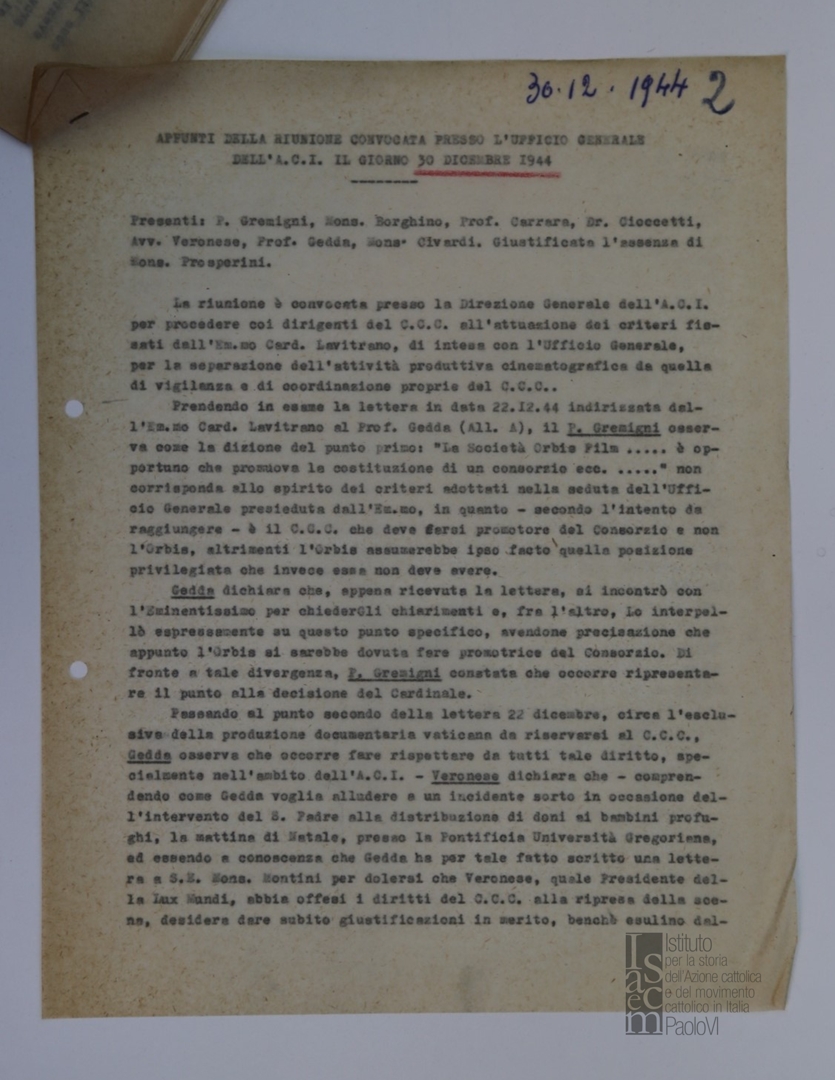 30.12.1944 2
APPUNTI DELLA RIUNIONE CONVOCATA PRESSO L'UFFICIO GENERALE
DELL'A.C.I. IL GIORNO 30 DICEMBRE 1944
Presenti: P. Gremigni, Mons. Borghino, Prof. Carrara, Dr. Cioccetti,
Avv. Veronese, Prof. Gedda, Mons. Civardi. Giustificata l'assenza di
Mons. Prosperini.
La riunione è convocata presso la Direzione Generale dell'A.C.I.
per procedere coi dirigenti del C.C.C. all'attuazione dei criteri fis-
sati dall'Em.mo Card. Lavitrano, di intesa con l'Ufficio Generale,
per la separazione dell'attività produttiva cinematografica da quella
di vigilanza e di coordinazione proprie del C.C.C..
Prendendo in esame la lettera in data 22.I2.44 indirizzata dal-
l'Em.mo Card. Lavitrano al Prof. Gedda (All. A), il P. Gremigni osser-
va come la dizione del punto primo: "La Società Orbis Film ..... è op-
portuno che promuova la costituzione di un consorzio ecc. ....." non
corrisponda allo spirito dei criteri adottati nella seduta dell'Uffi-
cio Generale presieduta dall'Em.mo, in quanto - secondo l'intento da
raggiungere - è il C.C.C. che deve farsi promotore del Consorzio e non
l'Orbis, altrimenti l'Orbis assumerebbe ipso facto quella posizione
privilegiata che invece essa non deve avere.
Gedda dichiara che, appena ricevuta la lettera, si incontrò con
l'Eminentissimo per chiederGli chiarimenti e, fra l'altro, Lo interpel-
lò espressamente su questo punto specifico, avendone precisazione che
appunto l'Orbis si sarebbe dovuta fare promotrice del Consorzio. Di
fronte a tale divergenza, P. Gremigni constata che occorre ripresenta-
re il punto alla decisione del Cardinale.
Passando al punto secondo della lettera 22 dicembre, circa l'esclu-
siva della produzione documentaria vaticana da riservarsi al C.C.C.,
Gedda osserva che occorre fare rispettare da tutti tale diritto, spe-
cialmente nell'ambito dell'A.C.I. - Veronese dichiara che - compren-
dendo come Gedda voglia alludere a un incidente sorto in occasione del-
l'intervento del S. Padre alla distribuzione di doni ai bambini profu-
ghi, la mattina di Natale, presso la Pontificia Università Gregoriana,
ed essendo a conoscenza che Gedda ha per tale fatto scritto una lette-
ra a S.E. Mons. Montini per dolersi che Veronese, quale Presidente del-
la Lux Mundi, abbia offesi i diritti del C.C.C. alla ripresa della sce-
na, desidera dare subito giustificazioni in merito, benchè esulino dal-
Isacem
Istituto
per la storia
dell'Azione cattolica
e del movimento
cattolico in Italia
PaoloVI